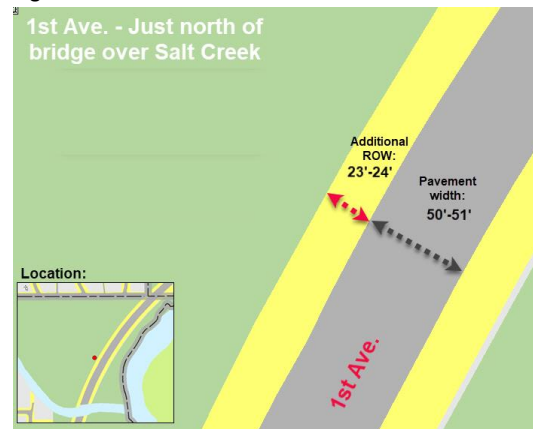 1st Ave. - Just north of
bridge over Salt Creek
Additional
ROW:
23'-24'
Pavement
width:
50'-51'
1st Ave.
Location: